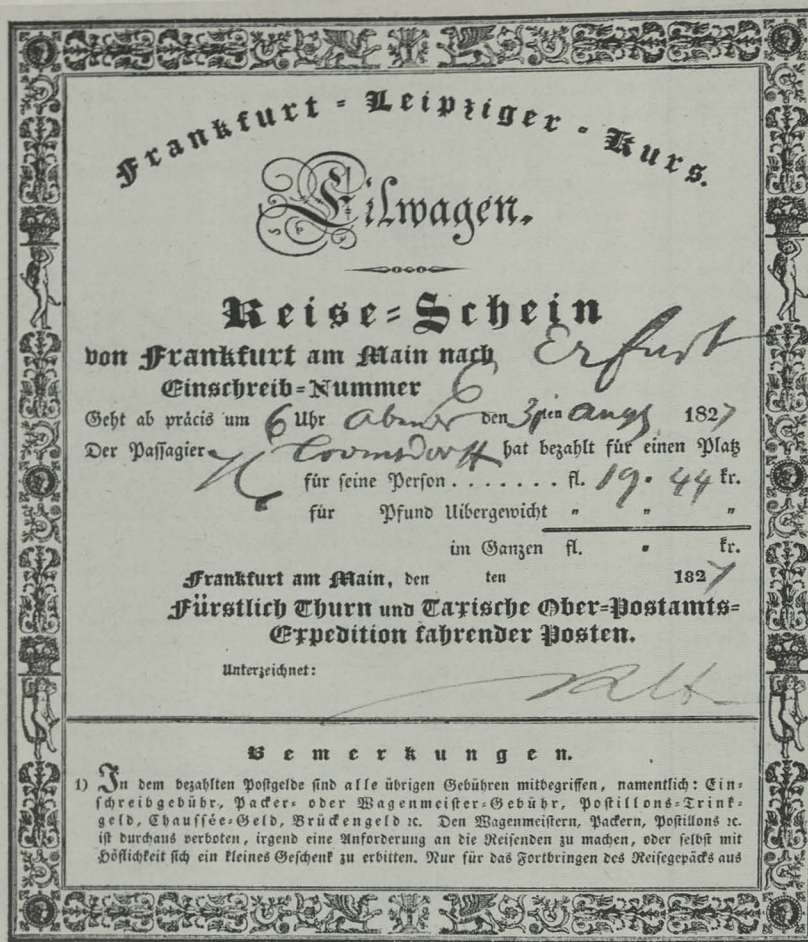 Frankfurt - Leipziger - Kurs.
Eilwagen.
Reise-Schein
von Frankfurt am Main nach Erfurt
Einschreib-Nummer 6
Geht ab präcis um 6 Uhr Abends den 3ten Augs 1827
Der Passagier hat bezahlt für einen Platz
für seine Person . . . . . . . fl. 19 . 44 kr.
für Pfund Uibergewicht " " "
im Ganzen fl. . kr.
Frankfurt am Main, den ten 1827
Fürstlich Thurn und Taxische Ober-Postamts-
Expedition fahrender Posten.
Unterzeichnet:
Bemerkungen.
1) In dem bezahlten Postgelde sind alle übrigen Gebühren mitbegriffen, namentlich: Ein-
schreibgebühr, Packer- oder Wagenmeister-Gebühr, Postillons-Trink-
geld, Chaussée-Geld, Brückengeld ꝛc. Den Wagenmeistern, Packern, Postillons ꝛc.
ist durchaus verboten, irgend eine Anforderung an die Reisenden zu machen, oder selbst mit
Höflichkeit sich ein kleines Geschenk zu erbitten. Nur für das Fortbringen des Reisegepäcks aus